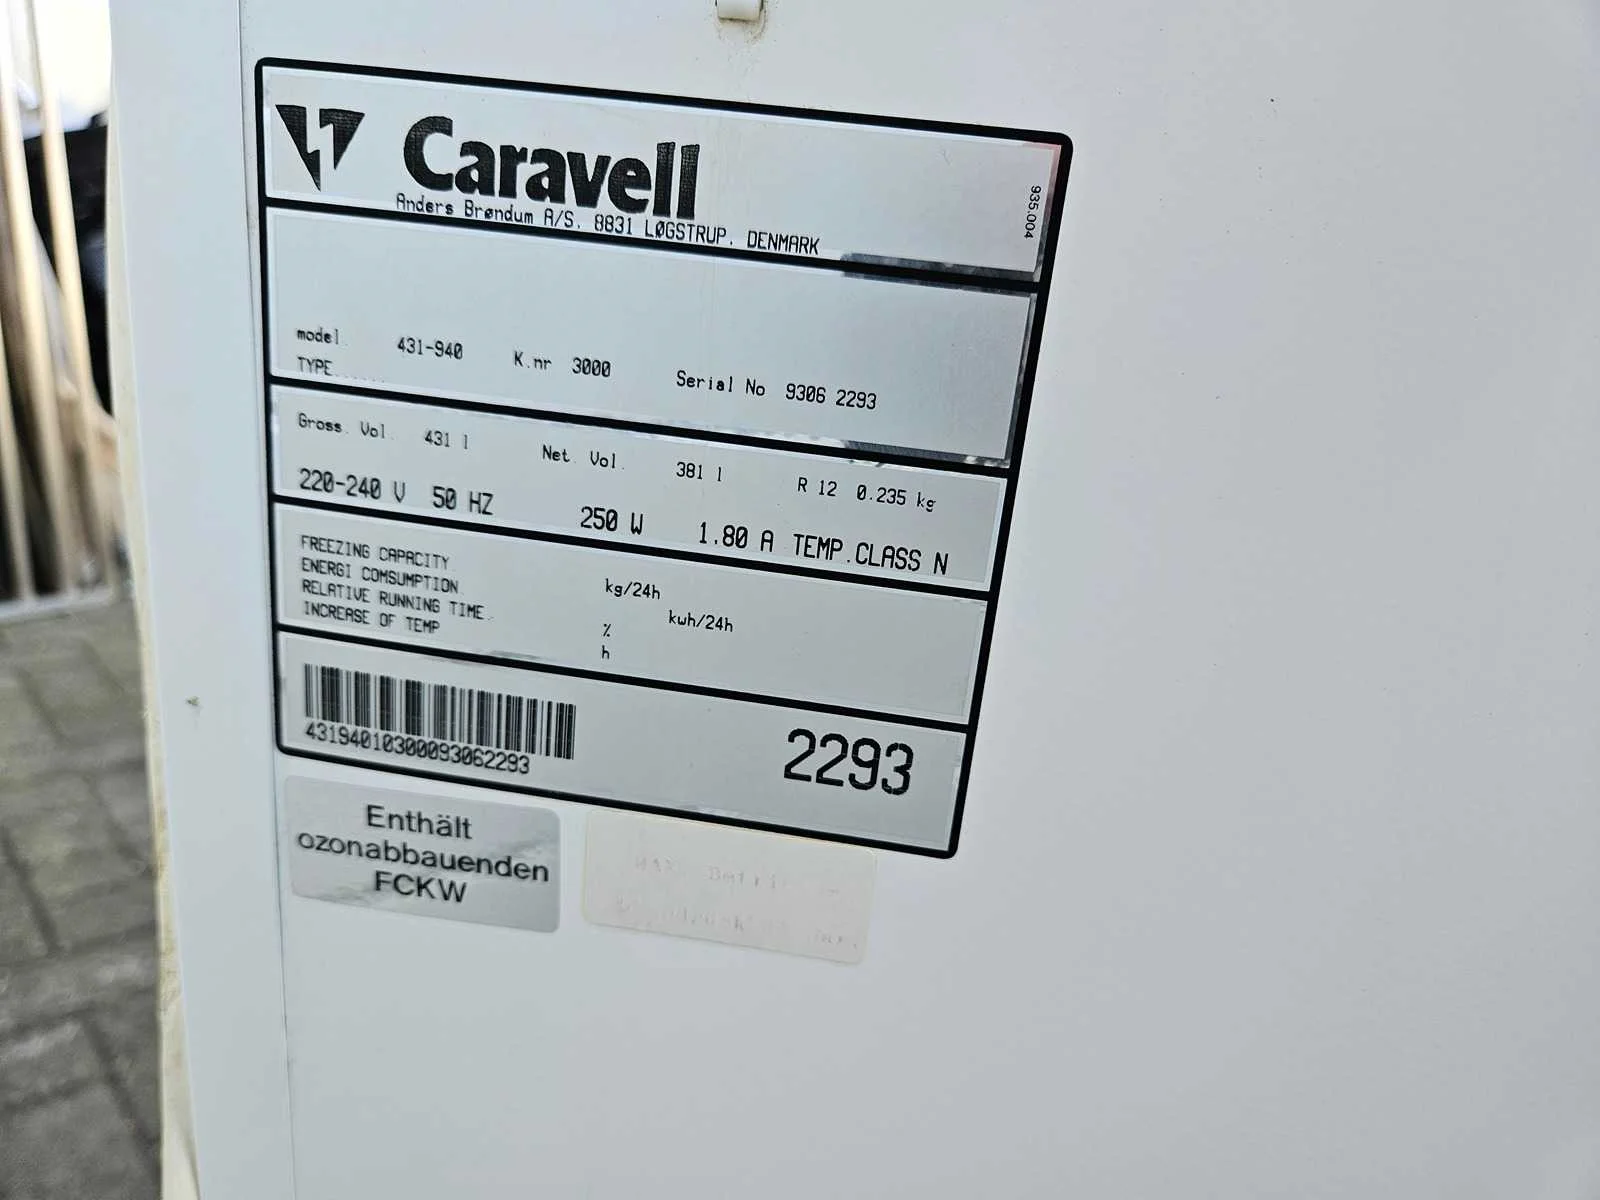 Caravell
Anders Brøndum A/S. 8831 LØGSTRUP. DENMARK
935.004
model. 431-940 K.nr 3000 Serial No 9306 2293
TYPE
Gross. Vol. 431 l Net. Vol. 381 l R 12 0.235 kg
220-240 V 50 HZ 250 W 1.80 A TEMP.CLASS N
FREEZING CAPACITY kg/24h
ENERGI COMSUMPTION kwh/24h
RELATIVE RUNNING TIME. %
INCREASE OF TEMP h
43194010300093062293
2293
Enthält
ozonabbauenden
FCKW